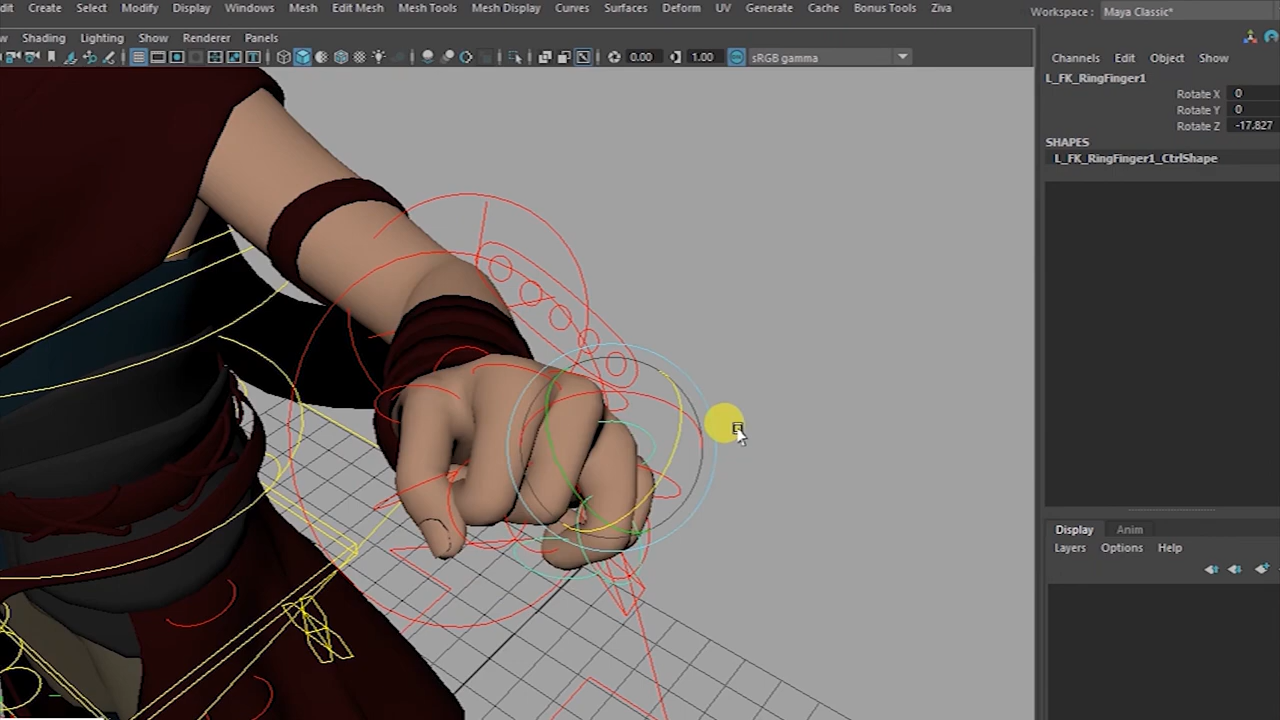 dit Create Select Modify Display Windows Mesh Edit Mesh Mesh Tools Mesh Display Curves Surfaces Deform UV Generate Cache Bonus Tools Ziva Workspace : Maya Classic*
w Shading Lighting Show Renderer Panels
0.00 1.00 sRGB gamma
Channels Edit Object Show
L_FK_RingFinger1
Rotate X 0
Rotate Y 0
Rotate Z -17.827
SHAPES
L_FK_RingFinger1_CtrlShape
Display Anim
Layers Options Help